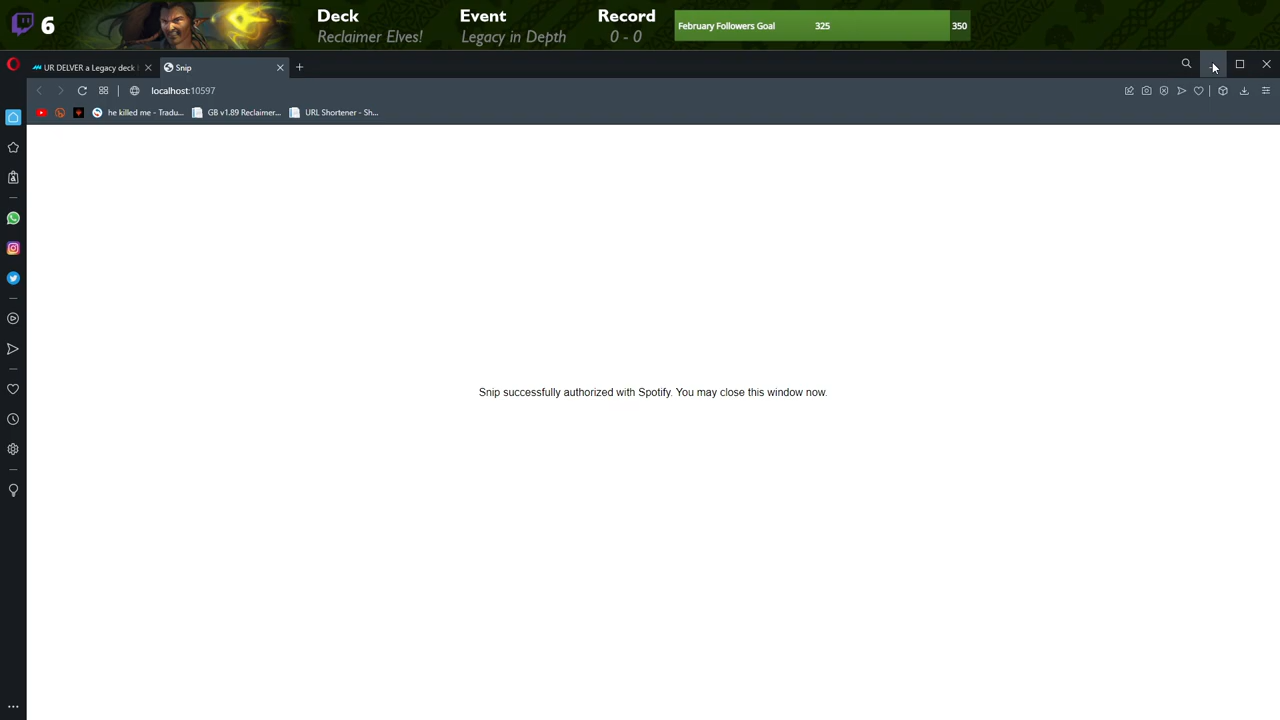 6
Deck
Reclaimer Elves!
Event
Legacy in Depth
Record
0 - 0
February Followers Goal 325 350
UR DELVER a Legacy deck
Snip
localhost:10597
he killed me - Tradu...
GB v1.89 Reclaimer...
URL Shortener - Sh...
Snip successfully authorized with Spotify. You may close this window now.